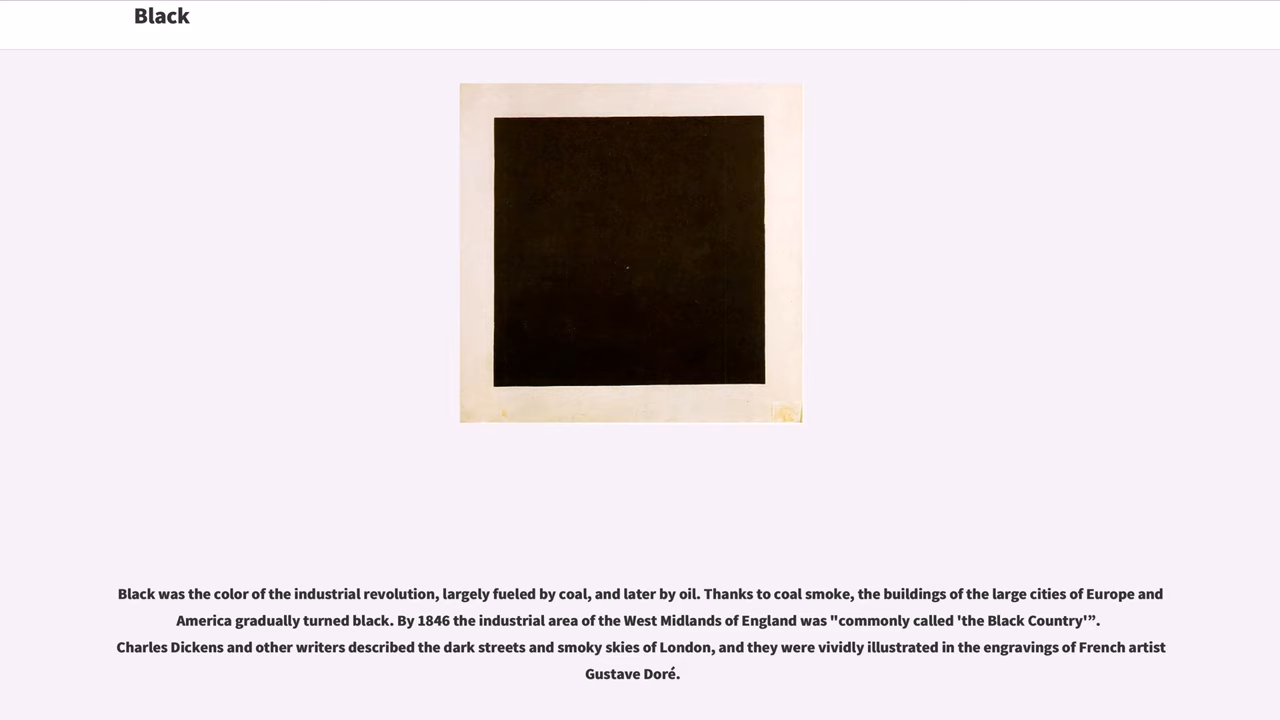 Black
Black was the color of the industrial revolution, largely fueled by coal, and later by oil. Thanks to coal smoke, the buildings of the large cities of Europe and
America gradually turned black. By 1846 the industrial area of the West Midlands of England was "commonly called 'the Black Country'”.
Charles Dickens and other writers described the dark streets and smoky skies of London, and they were vividly illustrated in the engravings of French artist
Gustave Doré.